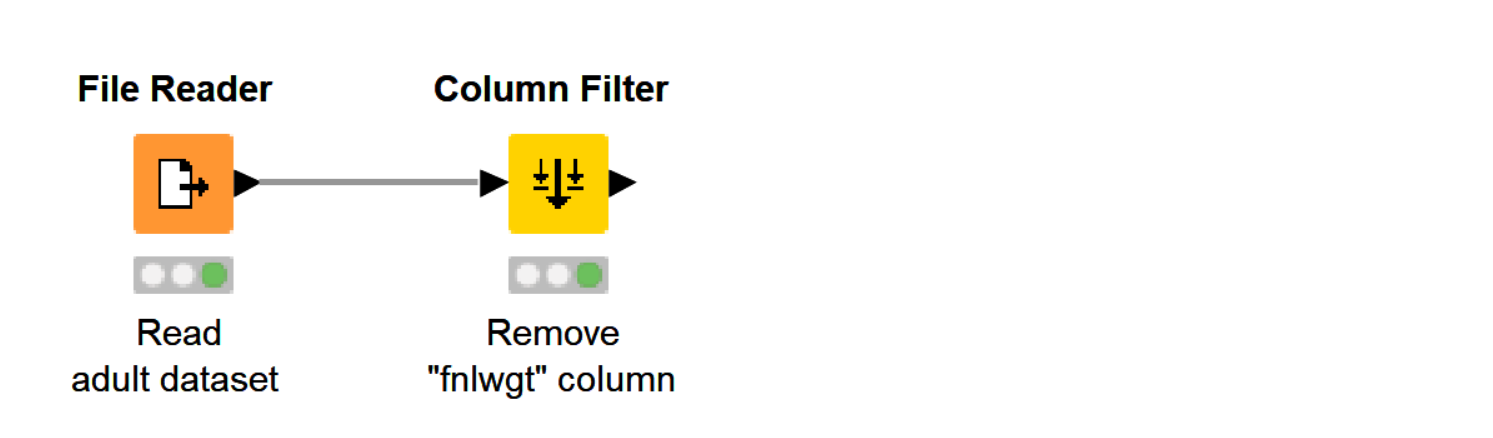 File Reader
Column Filter
Read
adult dataset
Remove
"fnlwgt" column